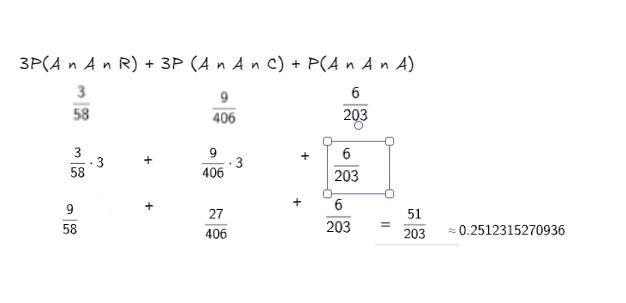 3P(A n A n R) + 3P (A n A n C) + P(A n A n A)
3/58 9/406 6/203
3/58 · 3 + 9/406 · 3 + 6/203
9/58 + 27/406 + 6/203 = 51/203 ≈ 0.2512315270936